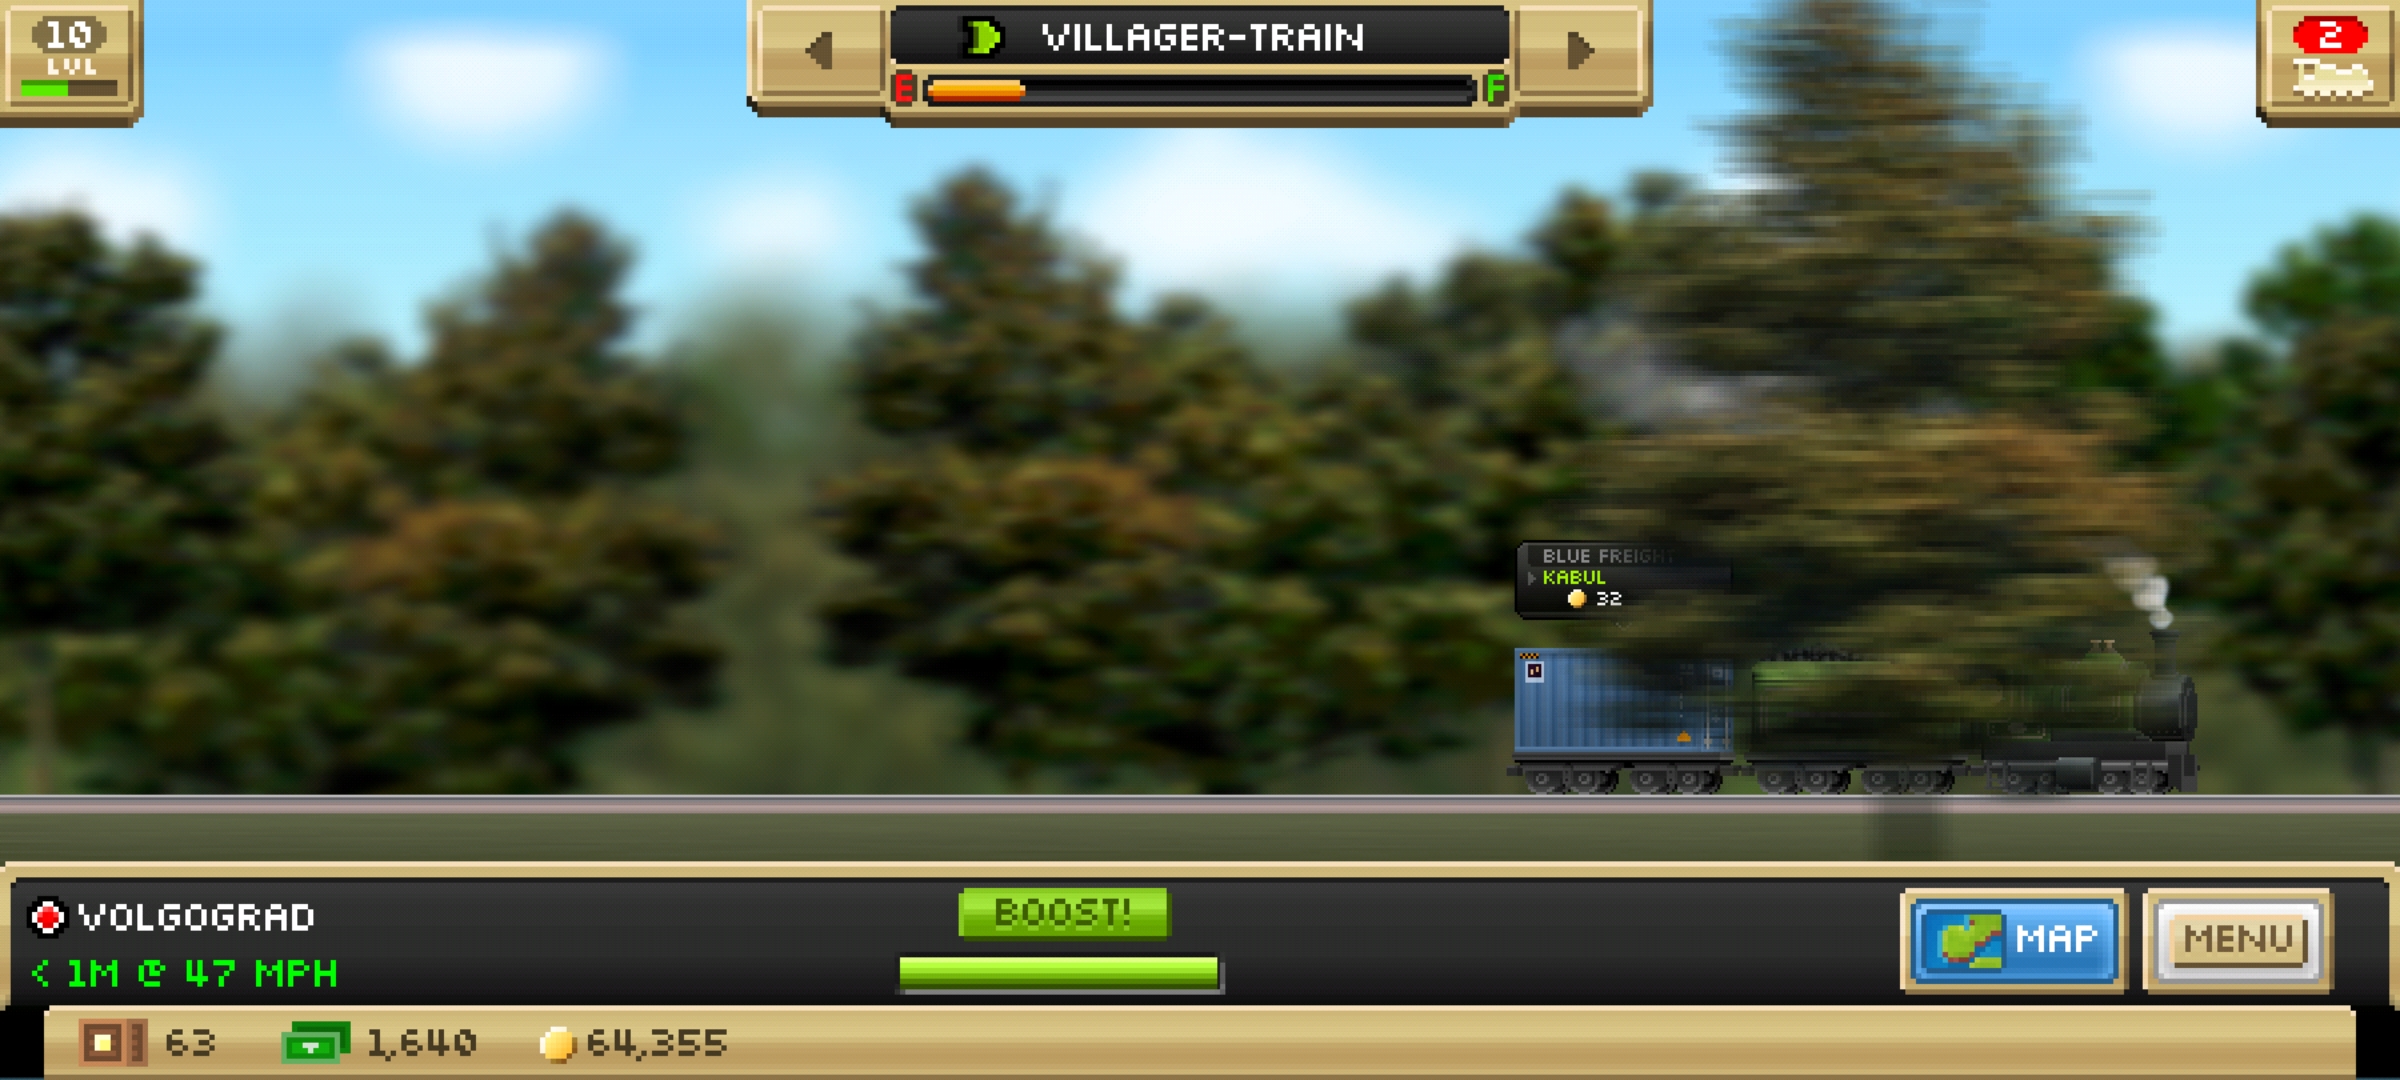 10
LVL
VILLAGER-TRAIN
E F
2
BLUE FREIGHT
KABUL
32
VOLGOGRAD
< 1M @ 47 MPH
BOOST!
MAP
MENU
63
1,640
64,355